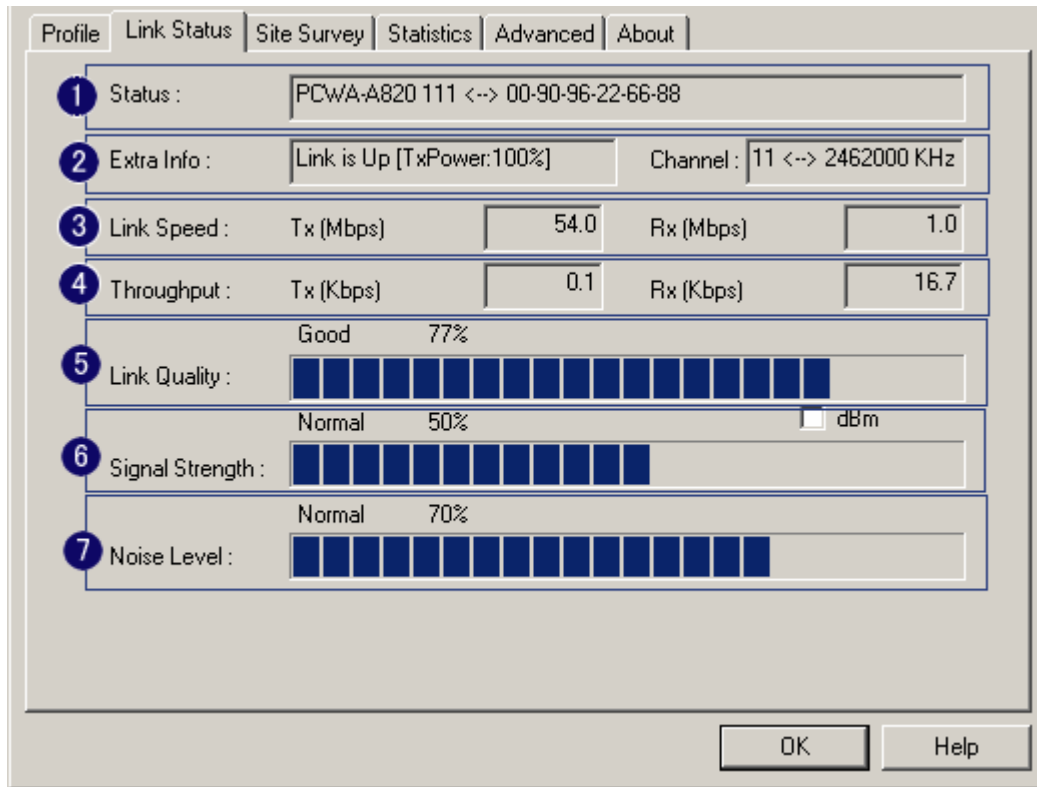 Profile Link Status Site Survey Statistics Advanced About
1 Status : PCWA-A820 111 <--> 00-90-96-22-66-88
2 Extra Info : Link is Up [TxPower:100%] Channel : 11 <--> 2462000 KHz
3 Link Speed : Tx (Mbps) 54.0 Rx (Mbps) 1.0
4 Throughput : Tx (Kbps) 0.1 Rx (Kbps) 16.7
Good 77%
5 Link Quality :
Normal 50% dBm
6 Signal Strength :
Normal 70%
7 Noise Level :
OK Help